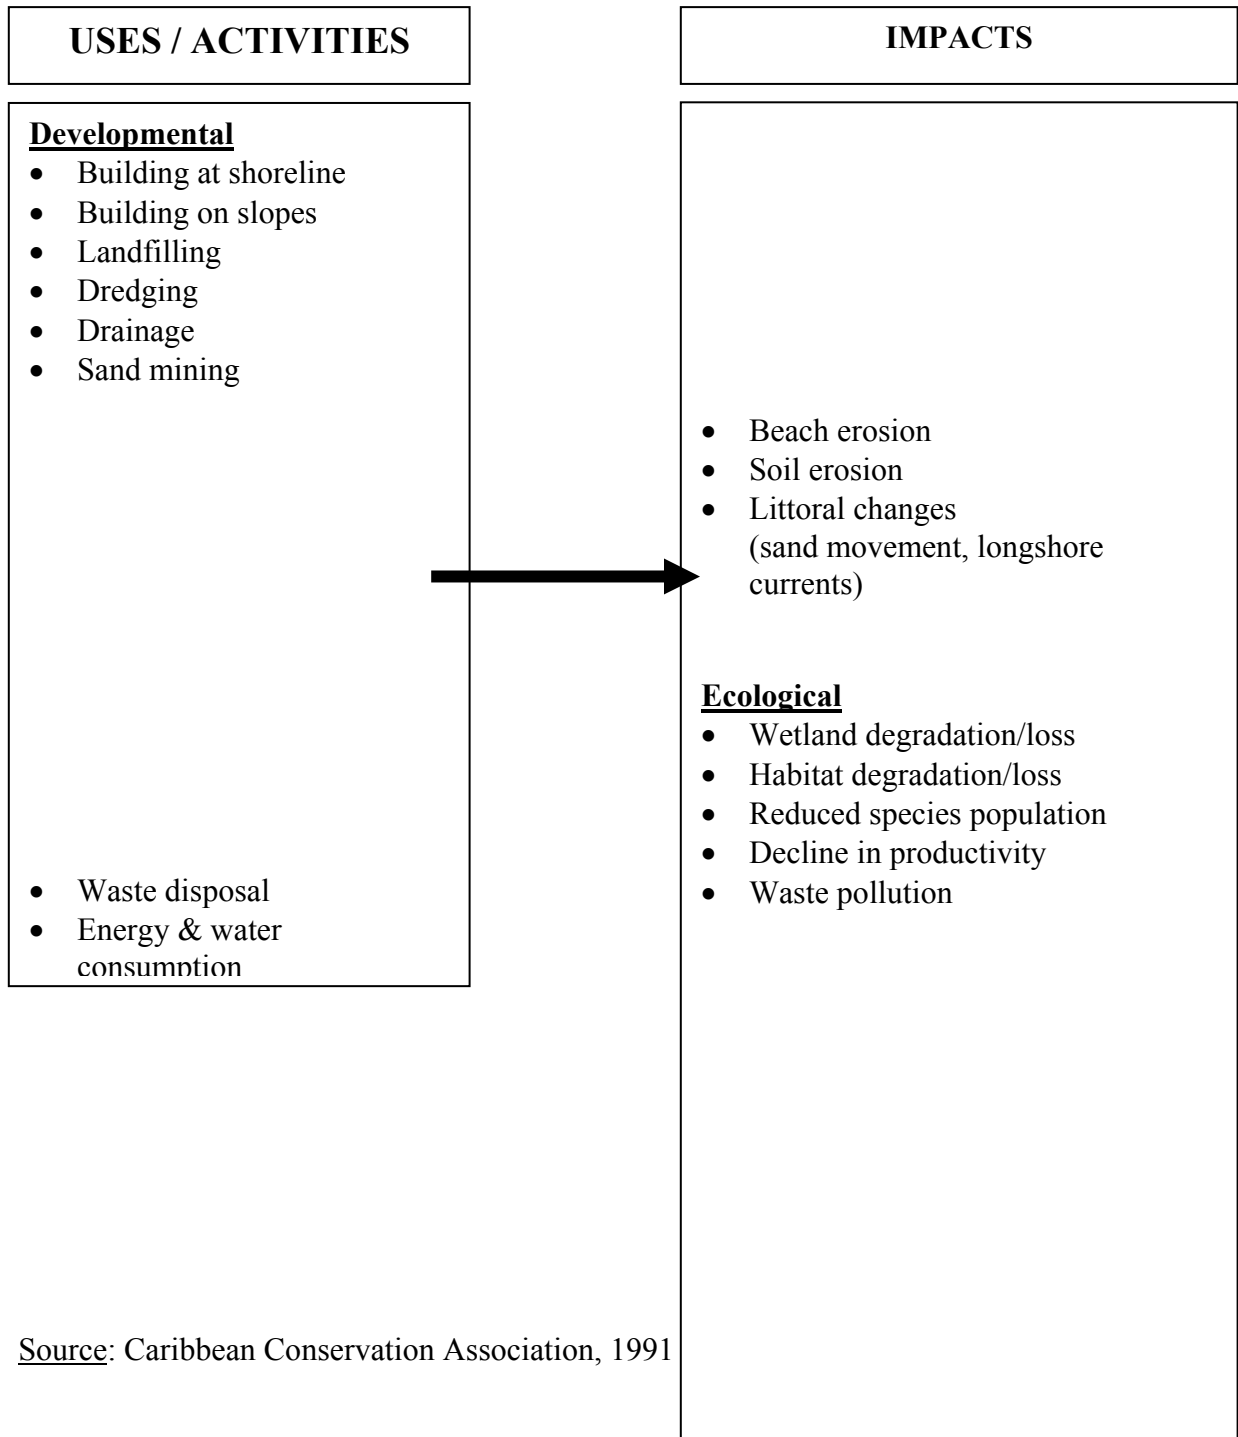 USES / ACTIVITIES
Developmental
• Building at shoreline
• Building on slopes
• Landfilling
• Dredging
• Drainage
• Sand mining
• Waste disposal
• Energy & water
consumption
IMPACTS
• Beach erosion
• Soil erosion
• Littoral changes
(sand movement, longshore
currents)
Ecological
• Wetland degradation/loss
• Habitat degradation/loss
• Reduced species population
• Decline in productivity
• Waste pollution
Source: Caribbean Conservation Association, 1991